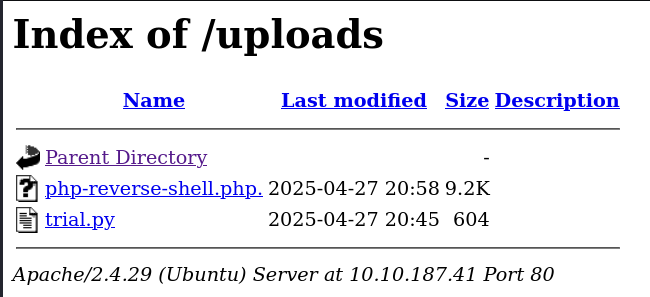 Index of /uploads
Name Last modified Size Description
Parent Directory -
php-reverse-shell.php. 2025-04-27 20:58 9.2K
trial.py 2025-04-27 20:45 604
Apache/2.4.29 (Ubuntu) Server at 10.10.187.41 Port 80